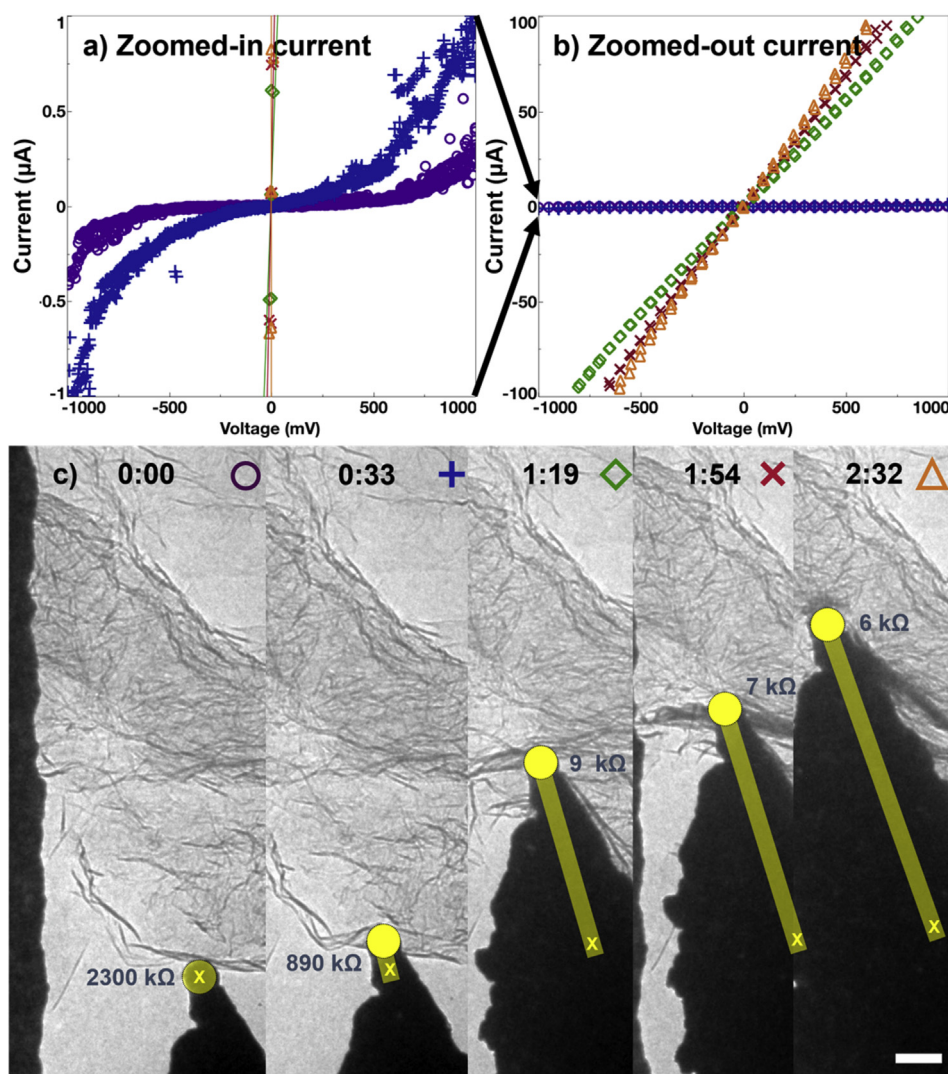 a) Zoomed-in current
b) Zoomed-out current
Current (µA)
1
0.5
0
-0.5
-1
-1000 -500 0 500 1000
Voltage (mV)
Current (µA)
100
50
0
-50
-100
-1000 -500 0 500 1000
Voltage (mV)
c) 0:00 0:33 1:19 1:54 2:32
6 kΩ
7 kΩ
9 kΩ
890 kΩ
2300 kΩ
X X X X X